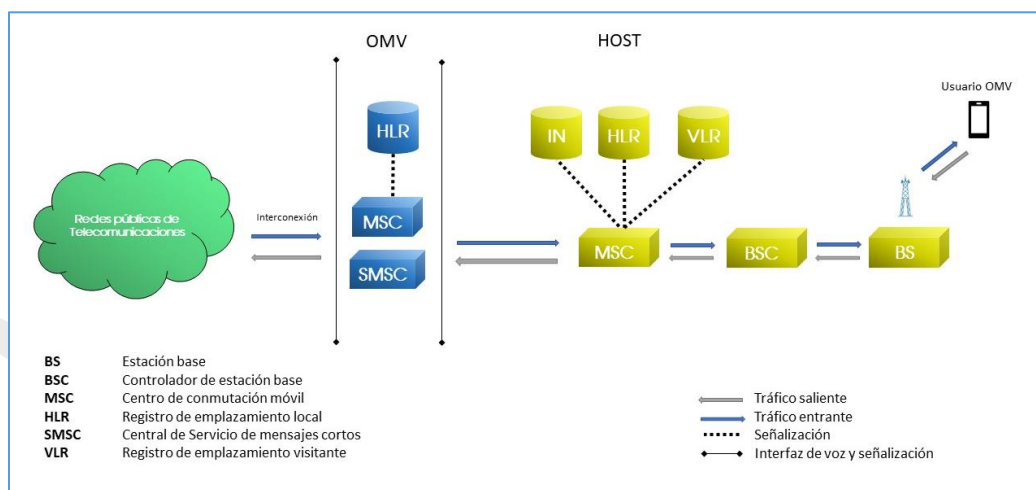 OMV
HOST
Usuario OMV
HLR
IN
HLR
VLR
Redes públicas de
Telecomunicaciones
Interconexión
MSC
SMSC
MSC
BSC
BS
BS Estación base
BSC Controlador de estación base
MSC Centro de conmutación móvil
HLR Registro de emplazamiento local
SMSC Central de Servicio de mensajes cortos
VLR Registro de emplazamiento visitante
Tráfico saliente
Tráfico entrante
Señalización
Interfaz de voz y señalización